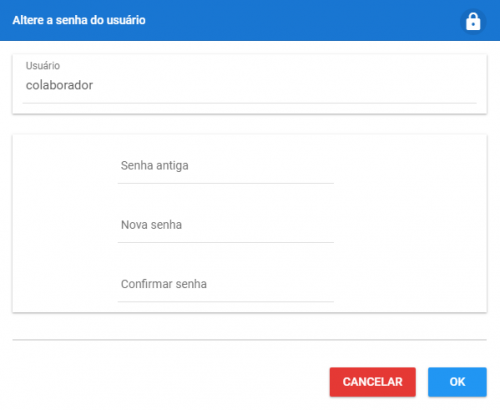 Altere a senha do usuário
Usuário
colaborador
Senha antiga
Nova senha
Confirmar senha
CANCELAR OK